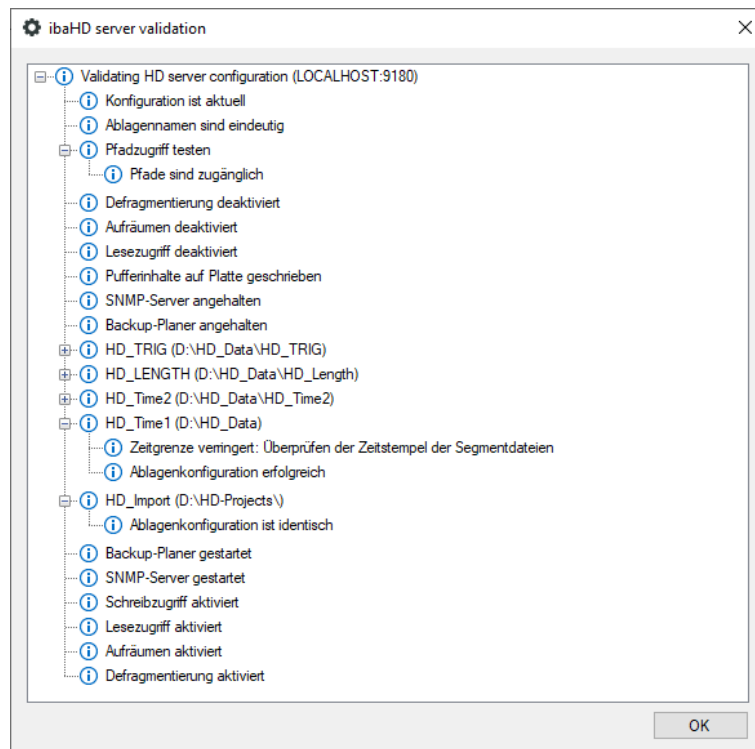 ibaHD server validation
Validating HD server configuration (LOCALHOST:9180)
Konfiguration ist aktuell
Ablagennamen sind eindeutig
Pfadzugriff testen
Pfade sind zugänglich
Defragmentierung deaktiviert
Aufräumen deaktiviert
Lesezugriff deaktiviert
Pufferinhalte auf Platte geschrieben
SNMP-Server angehalten
Backup-Planer angehalten
HD_TRIG (D:\HD_Data\HD_TRIG)
HD_LENGTH (D:\HD_Data\HD_Length)
HD_Time2 (D:\HD_Data\HD_Time2)
HD_Time1 (D:\HD_Data)
Zeitgrenze verringert: Überprüfen der Zeitstempel der Segmentdateien
Ablagenkonfiguration erfolgreich
HD_Import (D:\HD-Projects\)
Ablagenkonfiguration ist identisch
Backup-Planer gestartet
SNMP-Server gestartet
Schreibzugriff aktiviert
Lesezugriff aktiviert
Aufräumen aktiviert
Defragmentierung aktiviert
OK